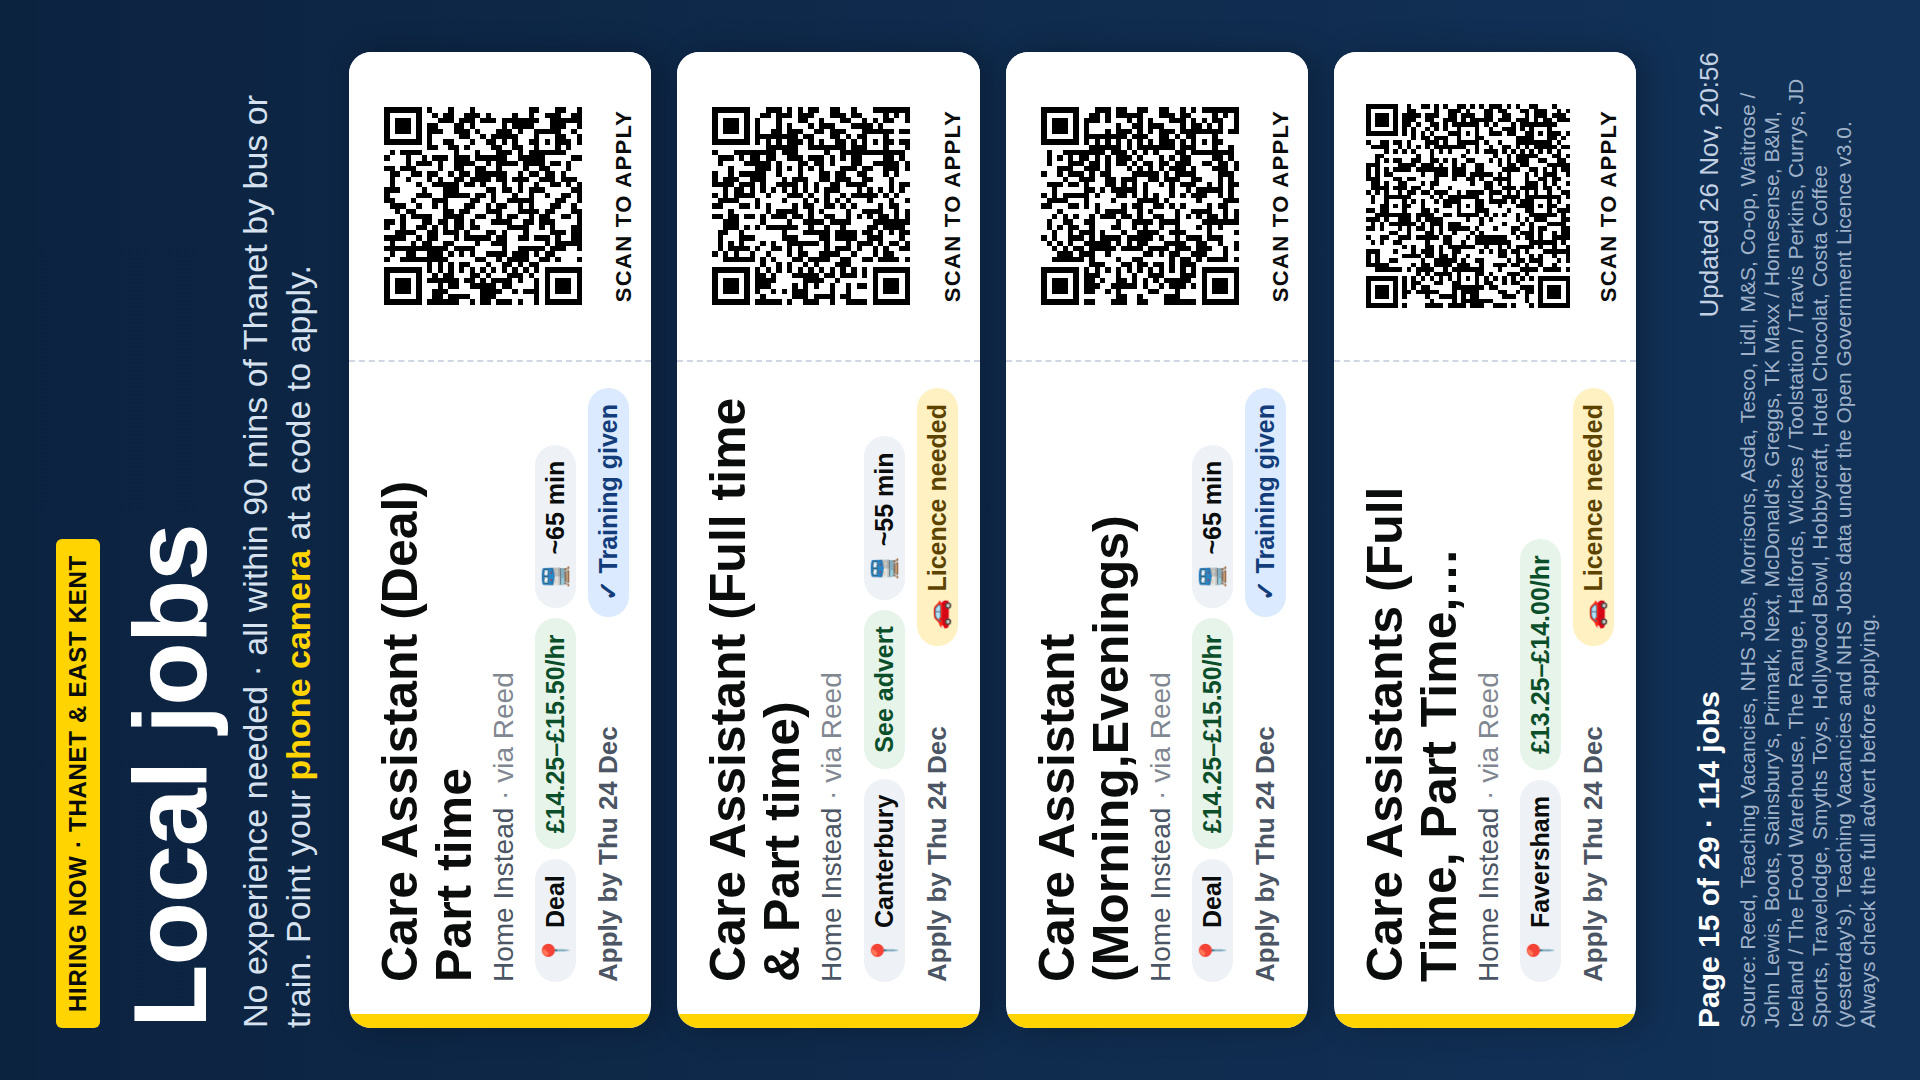 HIRING NOW · THANET & EAST KENT
Local jobs
No experience needed · all within 90 mins of Thanet by bus or
train. Point your phone camera at a code to apply.
Care Assistant (Deal)
Part time
Home Instead · via Reed
📍 Deal
£14.25–£15.50/hr
🚆 ~65 min
Apply by Thu 24 Dec
✓ Training given
SCAN TO APPLY
Care Assistant (Full time
& Part time)
Home Instead · via Reed
📍 Canterbury
See advert
🚆 ~55 min
Apply by Thu 24 Dec
🚗 Licence needed
SCAN TO APPLY
Care Assistant
(Morning,Evenings)
Home Instead · via Reed
📍 Deal
£14.25–£15.50/hr
🚆 ~65 min
Apply by Thu 24 Dec
✓ Training given
SCAN TO APPLY
Care Assistants (Full
Time, Part Time,…
Home Instead · via Reed
📍 Faversham
£13.25–£14.00/hr
Apply by Thu 24 Dec
🚗 Licence needed
SCAN TO APPLY
Page 15 of 29 · 114 jobs
Updated 26 Nov, 20:56
Source: Reed, Teaching Vacancies, NHS Jobs, Morrisons, Asda, Tesco, Lidl, M&S, Co-op, Waitrose /
John Lewis, Boots, Sainsbury's, Primark, Next, McDonald's, Greggs, TK Maxx / Homesense, B&M,
Iceland / The Food Warehouse, The Range, Halfords, Wickes / Toolstation / Travis Perkins, Currys, JD
Sports, Travelodge, Smyths Toys, Hollywood Bowl, Hobbycraft, Hotel Chocolat, Costa Coffee
(yesterday's). Teaching Vacancies and NHS Jobs data under the Open Government Licence v3.0.
Always check the full advert before applying.